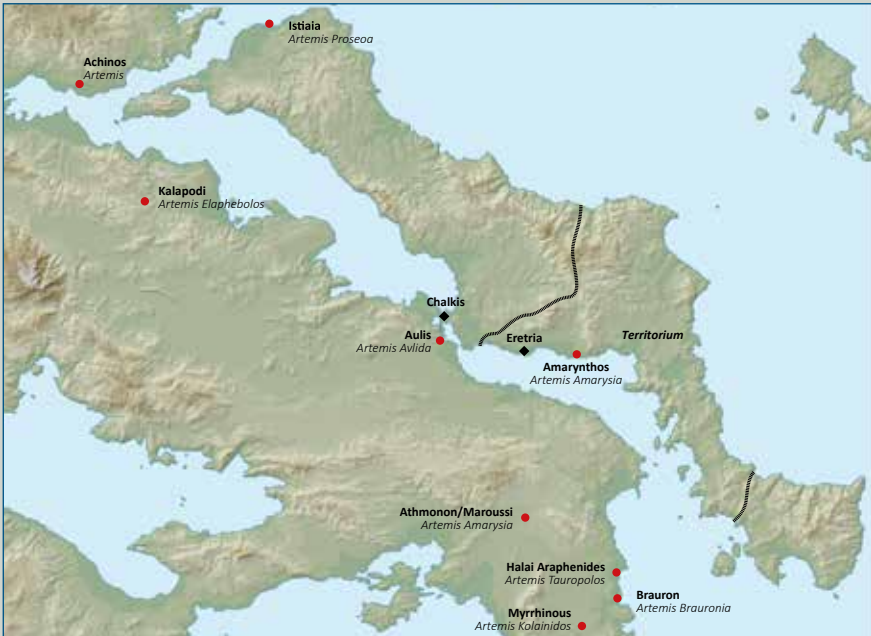 Istiaia
Artemis Proseoa
Achinos
Artemis
Kalapodi
Artemis Elaphebolos
Chalkis
Aulis
Artemis Avlida
Eretria
Territorium
Amarynthos
Artemis Amarysia
Athmonon/Maroussi
Artemis Amarysia
Halai Araphenides
Artemis Tauropolos
Brauron
Artemis Brauronia
Myrrhinous
Artemis Kolainidos